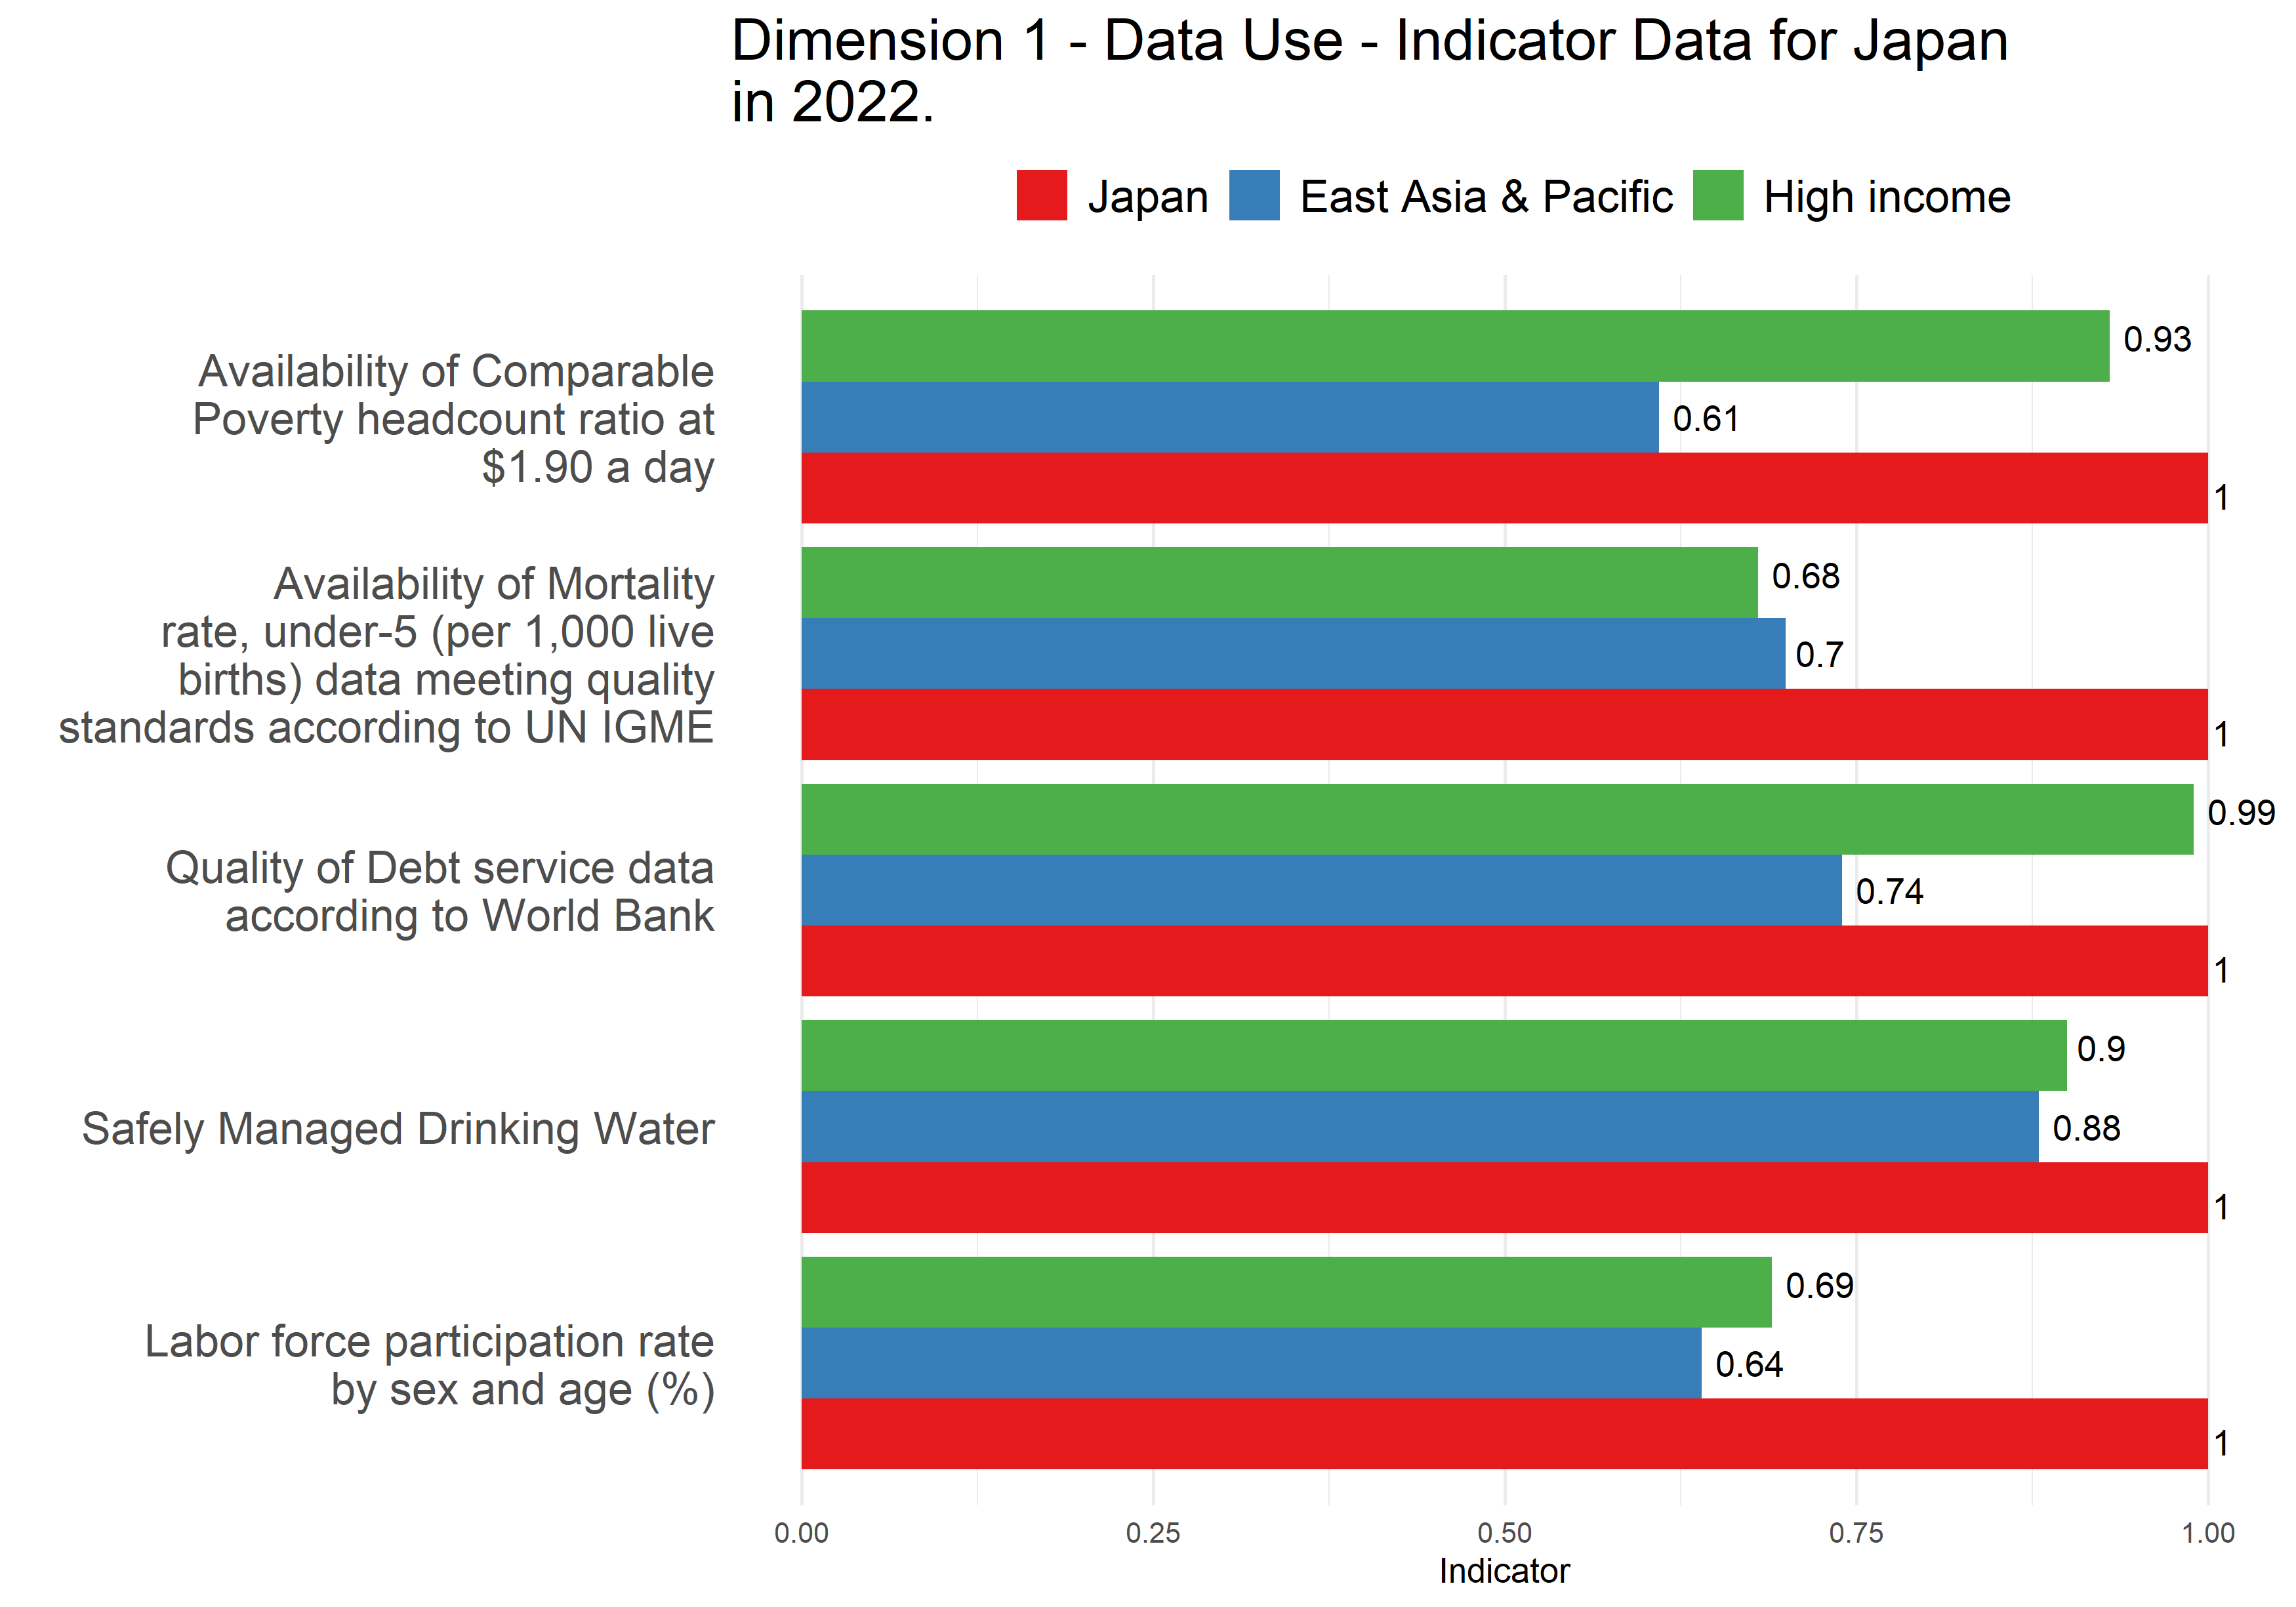 Dimension 1 - Data Use - Indicator Data for Japan
in 2022.
Japan East Asia & Pacific High income
Availability of Comparable
Poverty headcount ratio at
$1.90 a day
0.93
0.61
1
Availability of Mortality
rate, under-5 (per 1,000 live
births) data meeting quality
standards according to UN IGME
0.68
0.7
1
Quality of Debt service data
according to World Bank
0.99
0.74
1
Safely Managed Drinking Water
0.9
0.88
1
Labor force participation rate
by sex and age (%)
0.69
0.64
1
0.00 0.25 0.50 0.75 1.00
Indicator